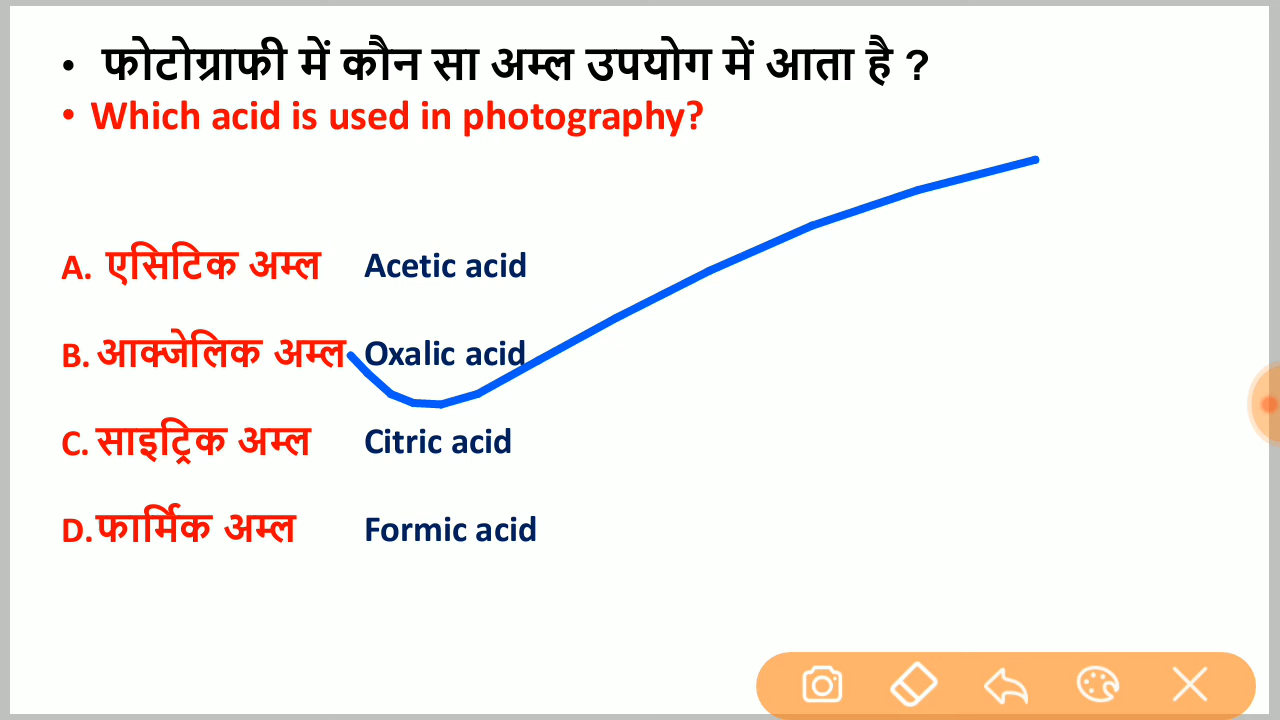 • फोटोग्राफी में कौन सा अम्ल उपयोग में आता है ?
• Which acid is used in photography?
A. एसिटिक अम्ल Acetic acid
B. आक्जेलिक अम्ल Oxalic acid
C. साइट्रिक अम्ल Citric acid
D. फार्मिक अम्ल Formic acid